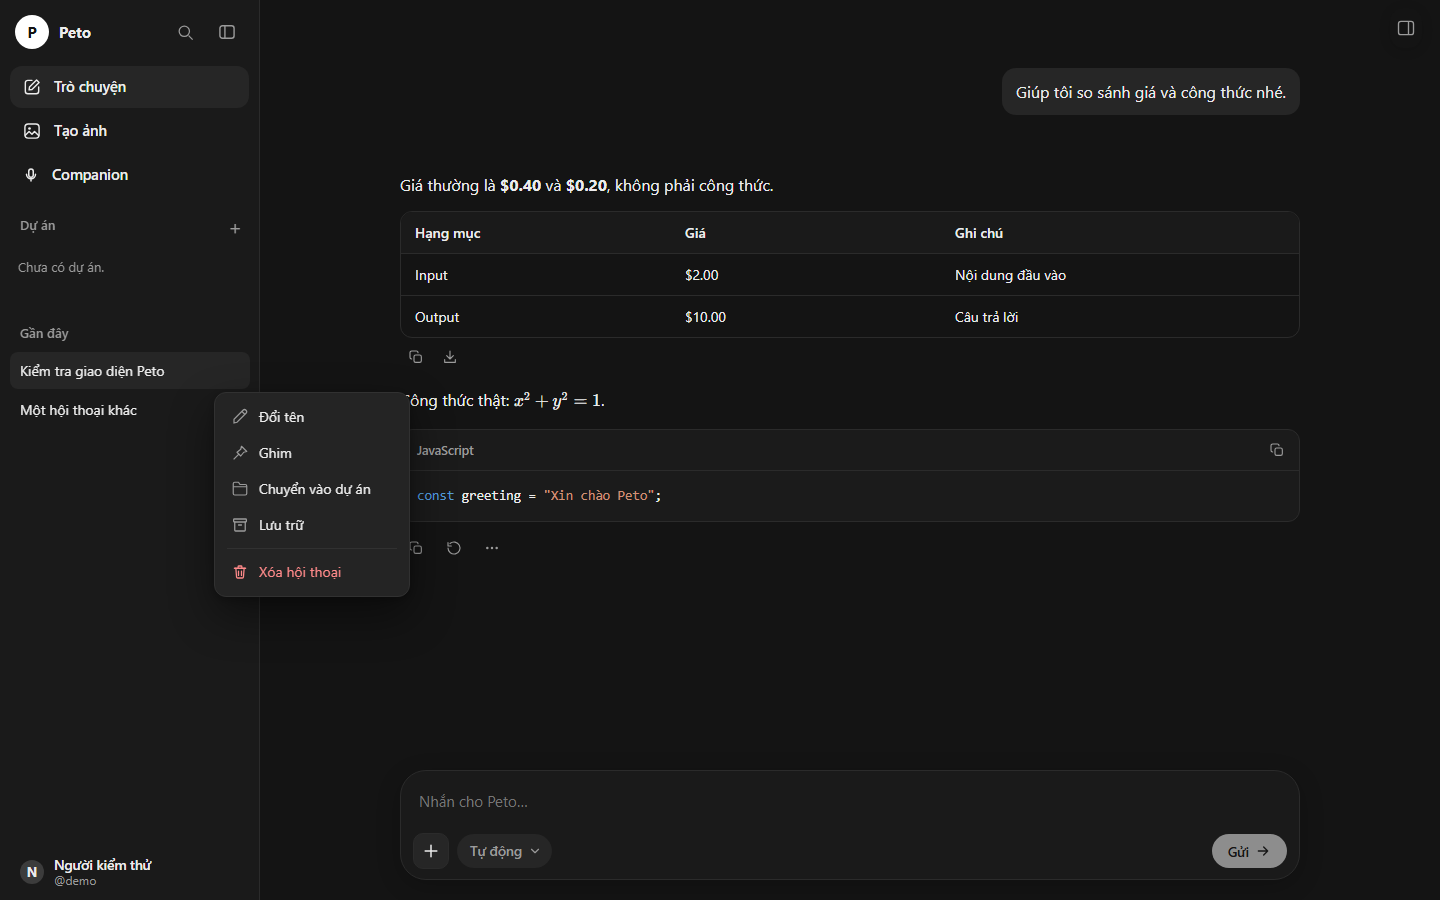 P Peto
Trò chuyện
Tạo ảnh
Companion
Dự án
Chưa có dự án.
Gần đây
Kiểm tra giao diện Peto
Một hội thoại khác
Đổi tên
Ghim
Chuyển vào dự án
Lưu trữ
Xóa hội thoại
N Người kiểm thử
@demo
Giúp tôi so sánh giá và công thức nhé.
Giá thường là $0.40 và $0.20, không phải công thức.
Hạng mục Giá Ghi chú
Input $2.00 Nội dung đầu vào
Output $10.00 Câu trả lời
ông thức thật: x² + y² = 1.
JavaScript
const greeting = "Xin chào Peto";
Nhắn cho Peto...
Tự động
Gửi